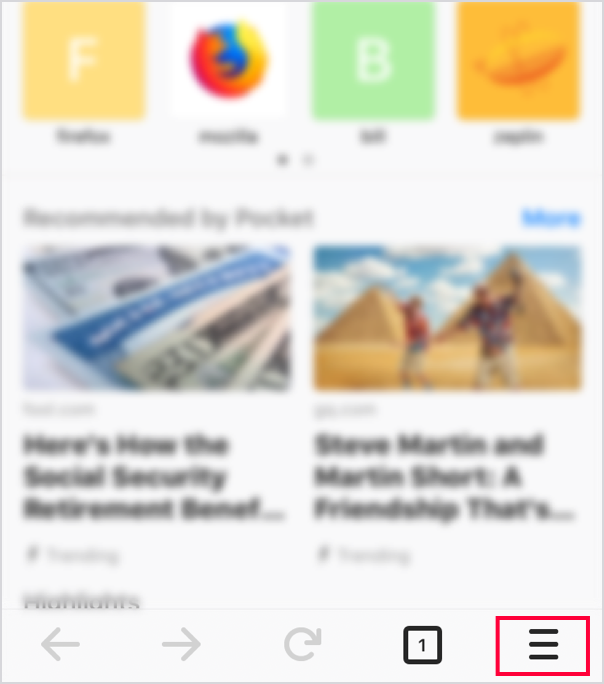 F
B
firefox
mozilla
bill
zeplin
Recommended by Pocket
More
fool.com
gq.com
Here's How the
Social Security
Retirement Benef...
Steve Martin and
Martin Short: A
Friendship That's...
Trending
Trending
Highlights
1